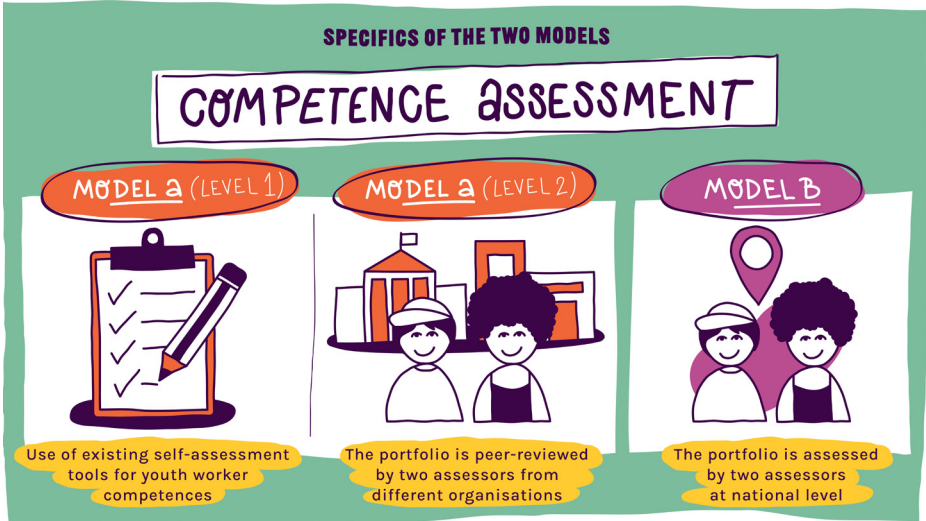 SPECIFICS OF THE TWO MODELS
COMPETENCE aSSESSMENT
MODEL a (LEVEL 1)
Use of existing self-assessment
tools for youth worker
competences
MODEL a (LEVEL 2)
The portfolio is peer-reviewed
by two assessors from
different organisations
MODEL B
The portfolio is assessed
by two assessors
at national level